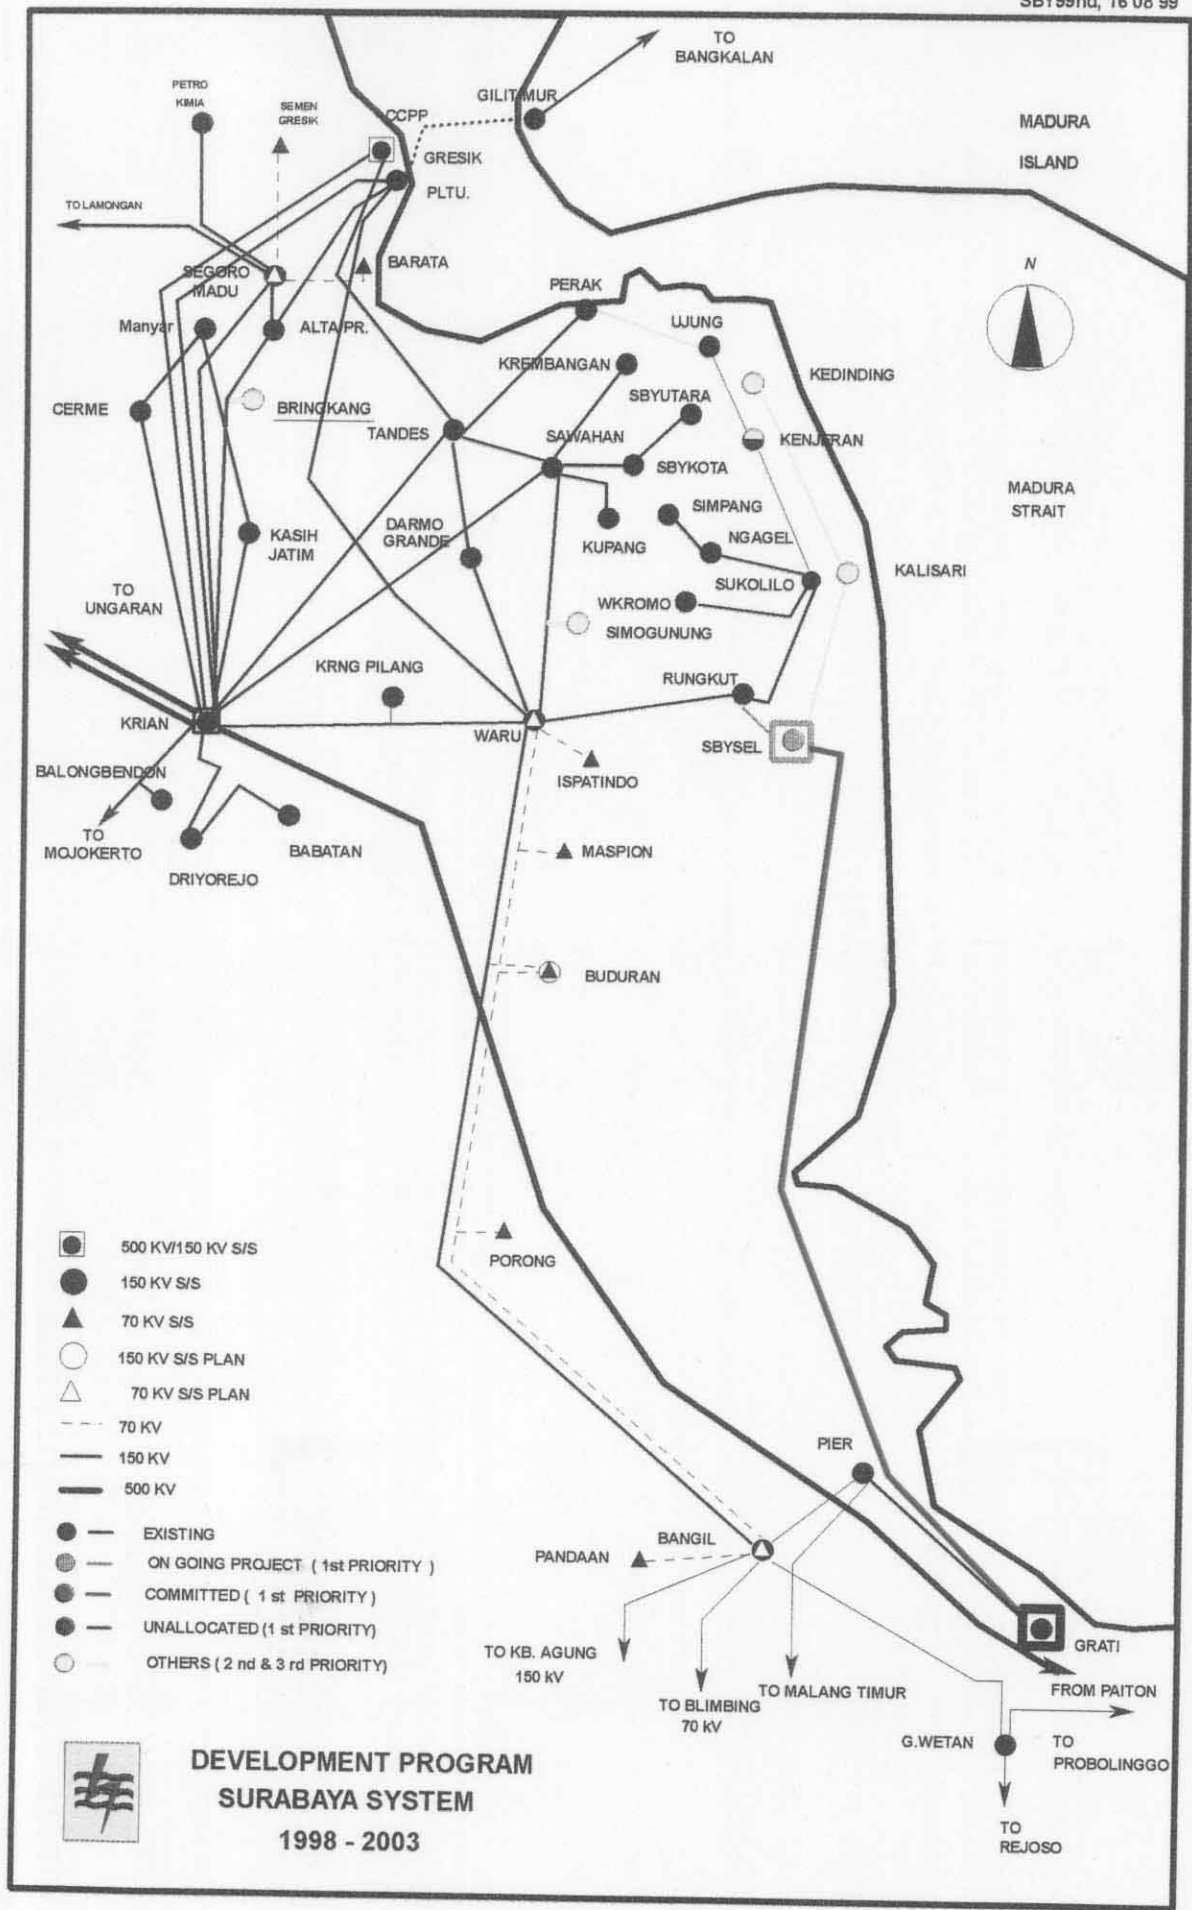 SBY99nd, 16 08 99
TO
BANGKALAN
PETRO
KIMIA
SEMEN
GRESIK
CCPP
GILIT MUR
MADURA
ISLAND
GRESIK
PLTU.
TO LAMONGAN
BARATA
SEGORO
MADU
PERAK
N
Manyar
ALTA PR.
UJUNG
KREMBANGAN
KEDINDING
SBYUTARA
CERME
BRINGKANG
TANDES
SAWAHAN
KENJERAN
SBYKOTA
MADURA
STRAIT
SIMPANG
DARMO
GRANDE
KASIH
JATIM
KUPANG
NGAGEL
SUKOLILO
KALISARI
TO
UNGARAN
WKROMO
SIMOGUNUNG
KRNG PILANG
RUNGKUT
KRIAN
WARU
SBYSEL
BALONGBENDON
ISPATINDO
TO
MOJOKERTO
BABATAN
MASPION
DRIYOREJO
BUDURAN
PORONG
500 KV/150 KV S/S
150 KV S/S
70 KV S/S
150 KV S/S PLAN
70 KV S/S PLAN
70 KV
150 KV
500 KV
EXISTING
ON GOING PROJECT ( 1st PRIORITY )
COMMITTED ( 1 st PRIORITY )
UNALLOCATED (1 st PRIORITY)
OTHERS ( 2 nd & 3 rd PRIORITY)
PIER
BANGIL
PANDAAN
GRATI
TO KB. AGUNG
150 kV
TO BLIMBING
70 kV
TO MALANG TIMUR
FROM PAITON
G.WETAN
TO
PROBOLINGGO
TO
REJOSO
DEVELOPMENT PROGRAM
SURABAYA SYSTEM
1998 - 2003